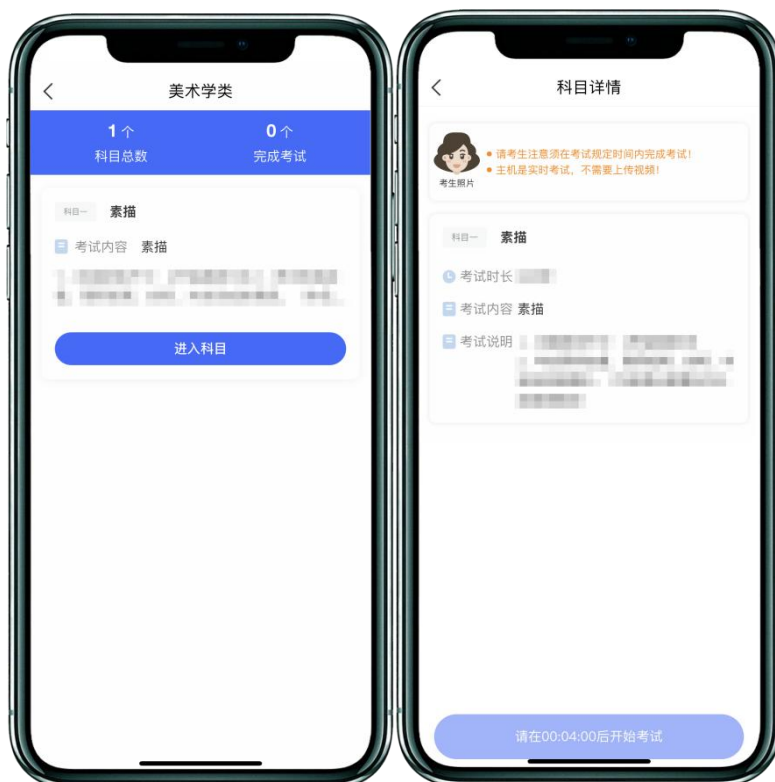 美术学类
1个
0个
科目总数
完成考试
科目一 素描
考试内容 素描
进入科目
科目详情
请考生注意须在考试规定时间内完成考试!
主机是实时考试,不需要上传视频!
考生照片
科目一 素描
考试时长
考试内容 素描
考试说明
请在00:04:00后开始考试